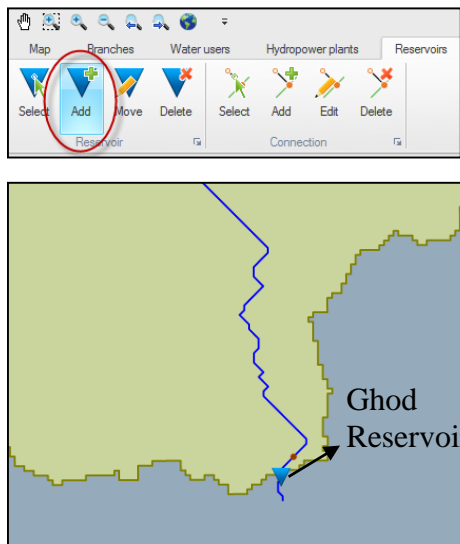 Map Branches Water users Hydropower plants Reservoirs
Select Add Move Delete Select Add Edit Delete
Reservoir Connection
Ghod
Reservoi